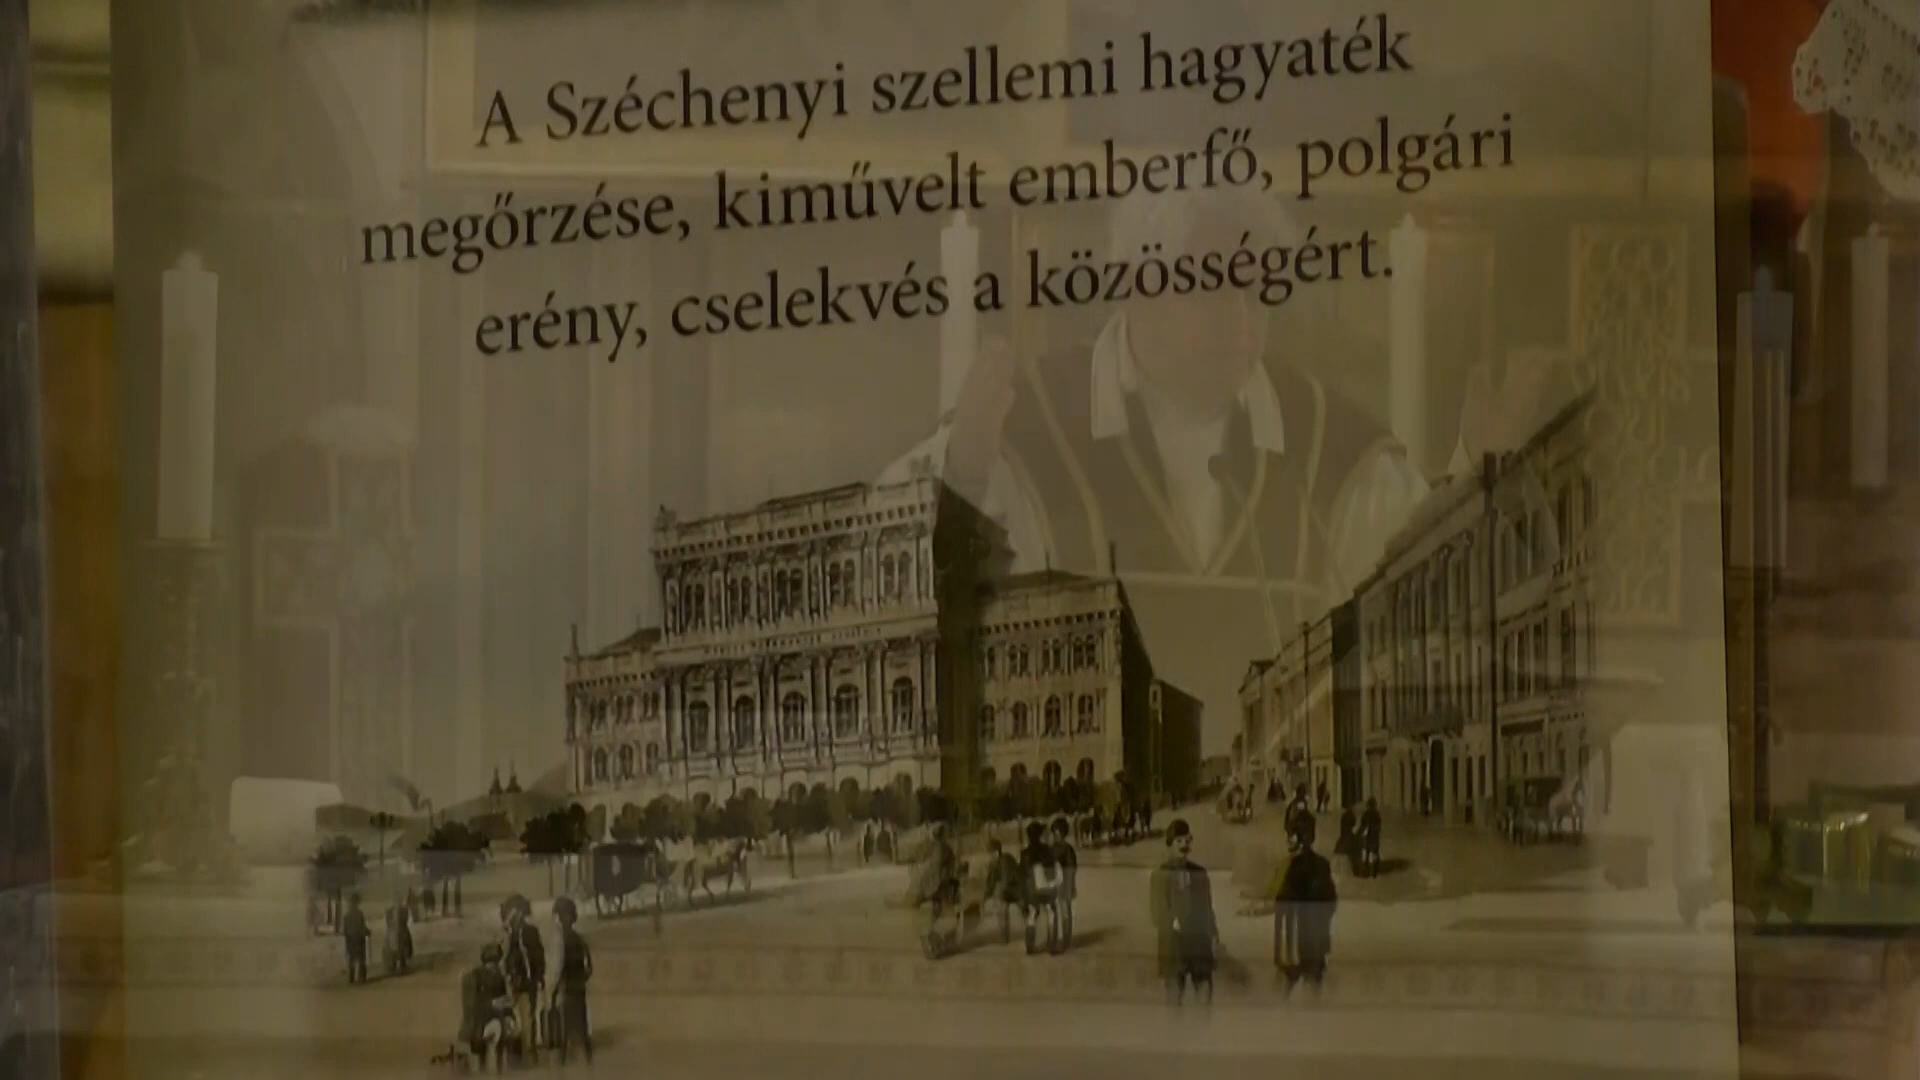 A Széchenyi szellemi hagyaték
megőrzése, kiművelt emberfő, polgári
erény, cselekvés a közösségért.